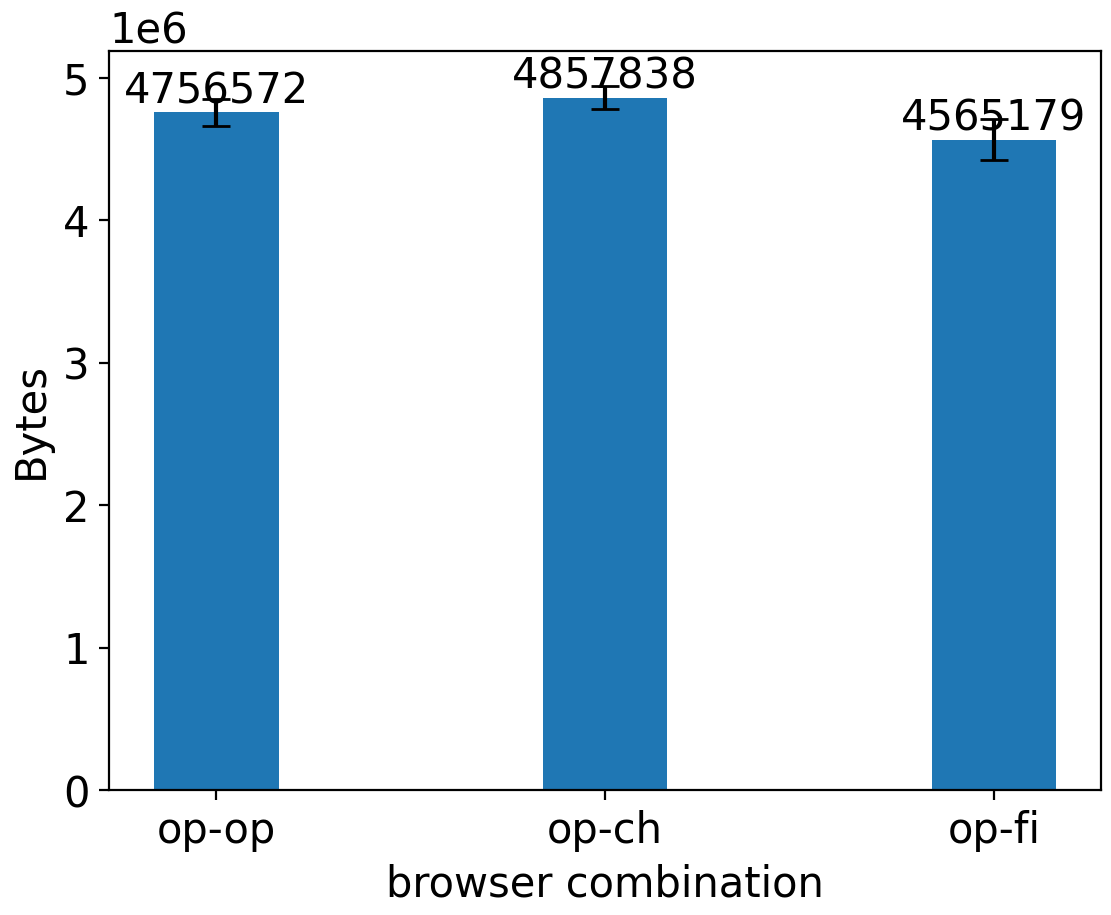 1e6
5
4
3
2
1
0
Bytes
4756572
4857838
4565179
op-op
op-ch
op-fi
browser combination